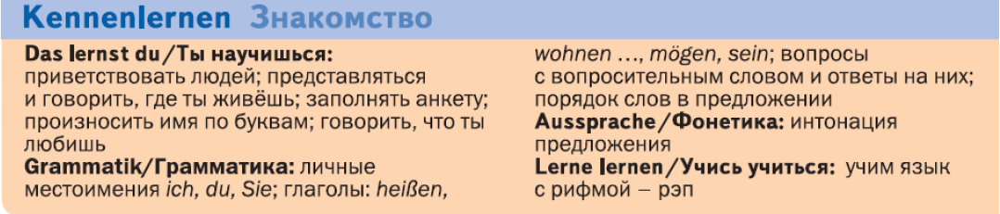 Kennenlernen Знакомство
Das lernst du/Ты научишься:
приветствовать людей; представляться
и говорить, где ты живёшь; заполнять анкету;
произносить имя по буквам; говорить, что ты
любишь
Grammatik/Грамматика: личные
местоимения ich, du, Sie; глаголы: heißen,
wohnen ..., mögen, sein; вопросы
с вопросительным словом и ответы на них;
порядок слов в предложении
Aussprache/Фонетика: интонация
предложения
Lerne lernen/Учись учиться: учим язык
с рифмой – рэп